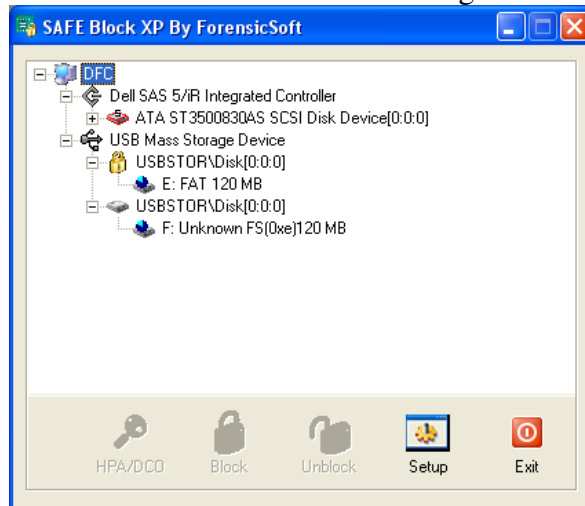 SAFE Block XP By ForensicSoft
DFC
Dell SAS 5/iR Integrated Controller
ATA ST3500830AS SCSI Disk Device[0:0:0]
USB Mass Storage Device
USBSTOR\Disk[0:0:0]
E: FAT 120 MB
USBSTOR\Disk[0:0:0]
F: Unknown FS(0xe)120 MB
HPA/DCO Block Unblock Setup Exit